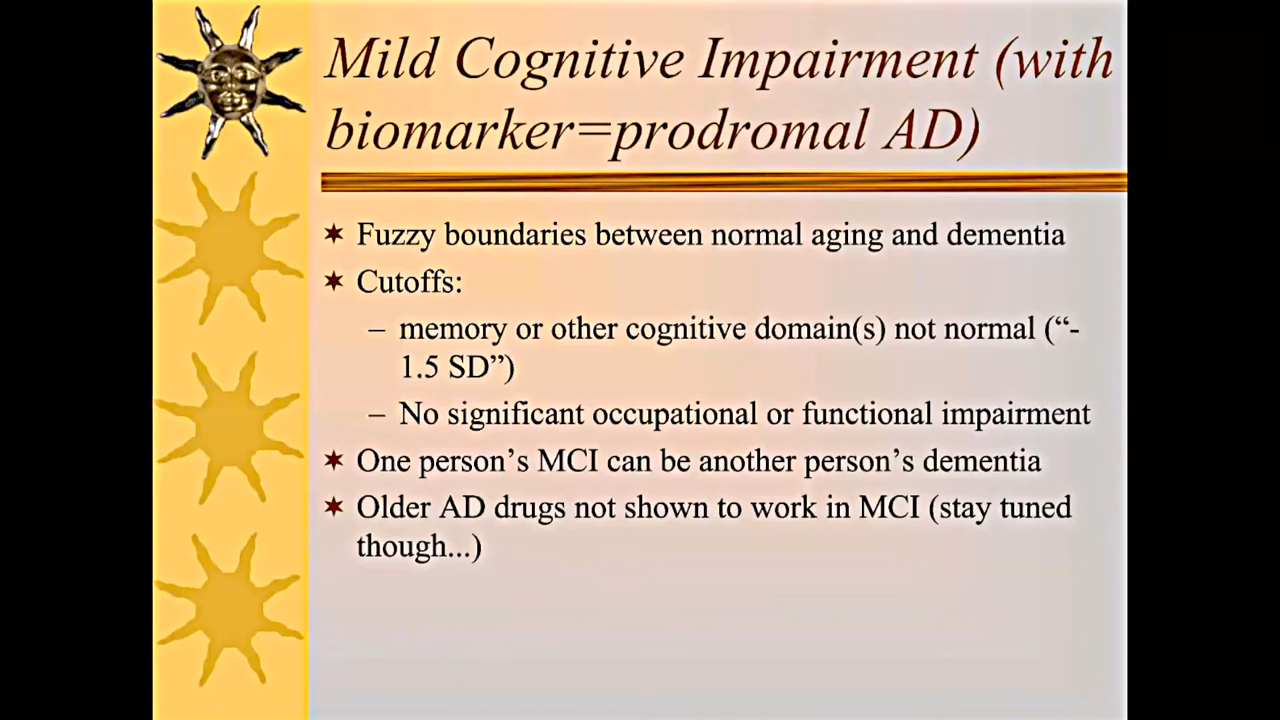 Mild Cognitive Impairment (with
biomarker=prodromal AD)
Fuzzy boundaries between normal aging and dementia
Cutoffs:
– memory or other cognitive domain(s) not normal (“-
1.5 SD”)
– No significant occupational or functional impairment
One person’s MCI can be another person’s dementia
Older AD drugs not shown to work in MCI (stay tuned
though...)